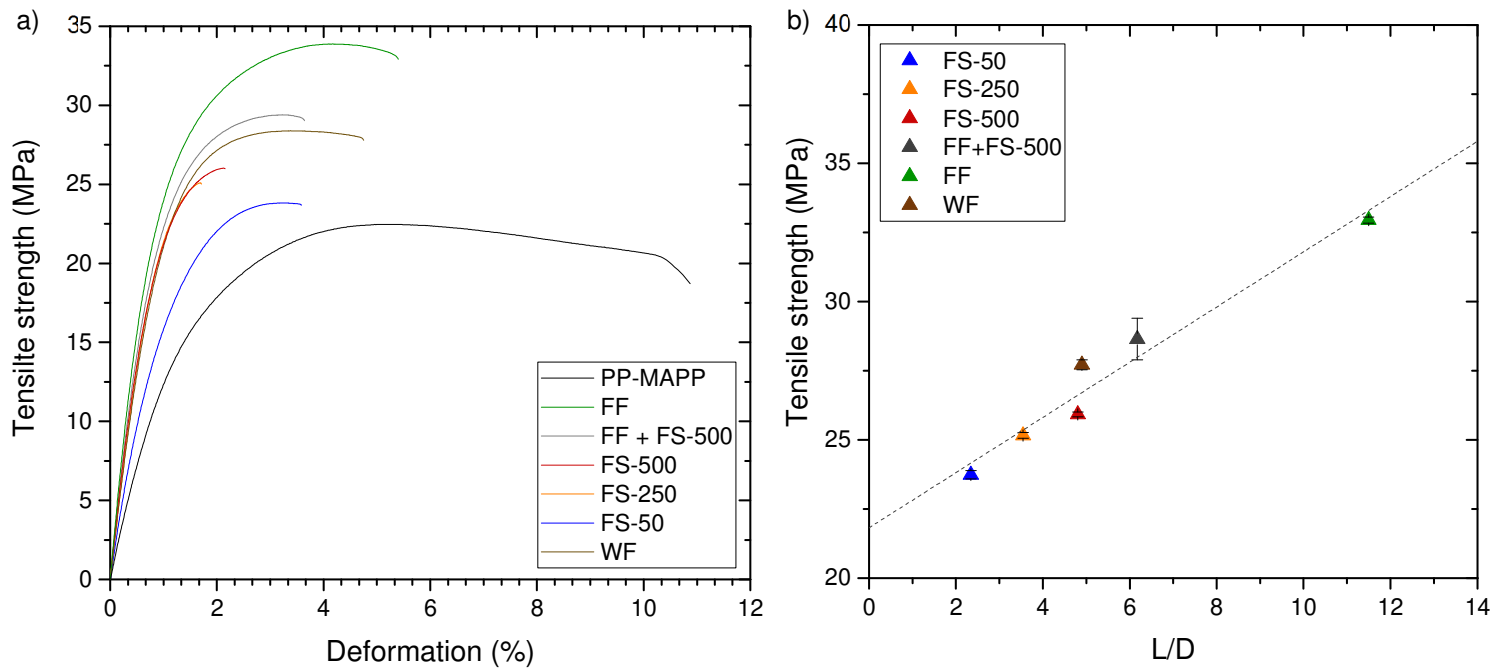 a)
Tensilte strength (MPa)
35
30
25
20
15
10
5
0
PP-MAPP
FF
FF + FS-500
FS-500
FS-250
FS-50
WF
0 2 4 6 8 10 12
Deformation (%)
b)
Tensile strength (MPa)
40
35
30
25
20
FS-50
FS-250
FS-500
FF+FS-500
FF
WF
0 2 4 6 8 10 12 14
L/D